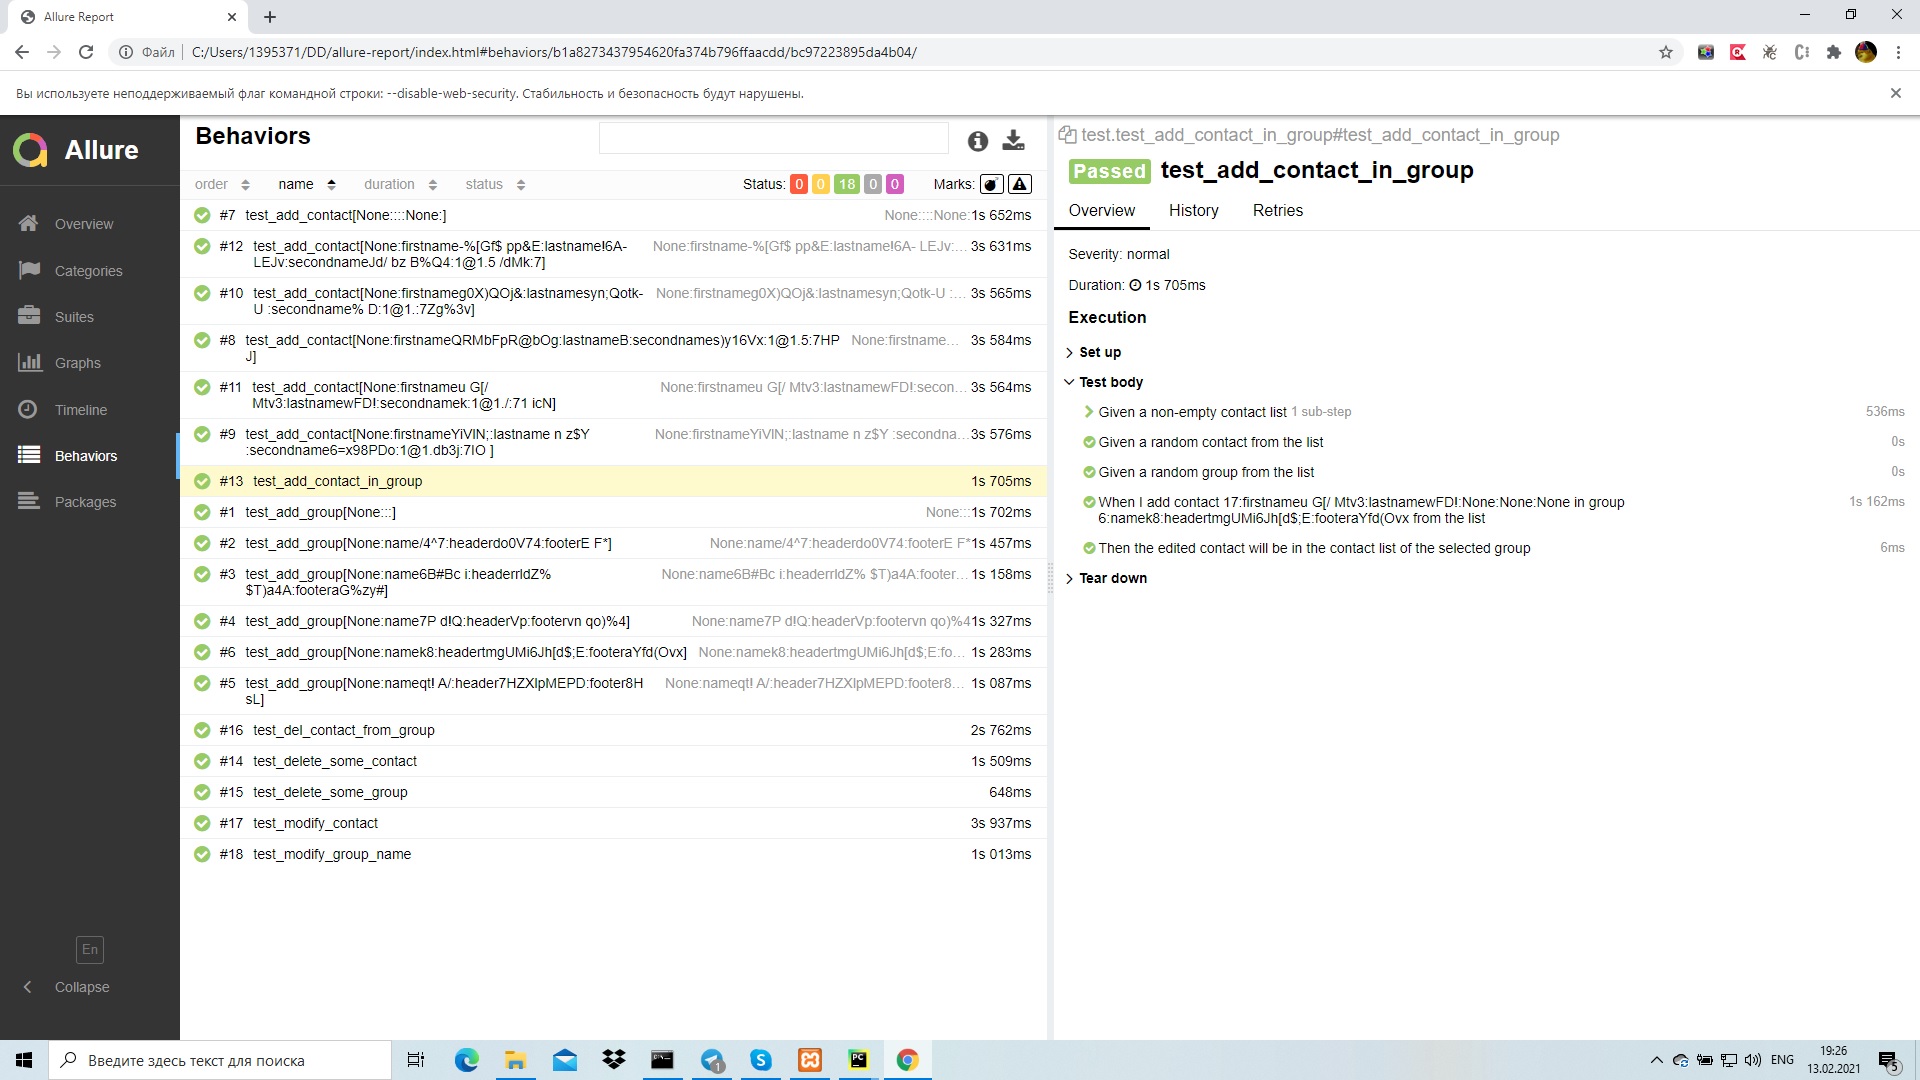 Allure Report
Файл
C:/Users/1395371/DD/allure-report/index.html#behaviors/b1a8273437954620fa374b796ffaacdd/bc97223895da4b04/
Вы используете неподдерживаемый флаг командной строки: --disable-web-security. Стабильность и безопасность будут нарушены.
Allure
Overview
Categories
Suites
Graphs
Timeline
Behaviors
Packages
En
Collapse
Behaviors
order name duration status Status: 0 0 18 0 0 Marks:
#7 test_add_contact[None::::None:] None::::None: 1s 652ms
#12 test_add_contact[None:firstname-%[Gf$ pp&E:lastname!6A- None:firstname-%[Gf$ pp&E:lastname!6A- LEJv:... 3s 631ms
LEJv:secondnameJd/ bz B%Q4:1@1.5 /dMk:7]
#10 test_add_contact[None:firstnameg0X)QOj&:lastnamesyn;Qotk- None:firstnameg0X)QOj&:lastnamesyn;Qotk-U :... 3s 565ms
U :secondname% D:1@1.:7Zg%3v]
#8 test_add_contact[None:firstnameQRMbFpR@bOg:lastnameB:secondnames)y16Vx:1@1.5:7HP None:firstname... 3s 584ms
J]
#11 test_add_contact[None:firstnameu G[/ None:firstnameu G[/ Mtv3:lastnamewFD!:secon... 3s 564ms
Mtv3:lastnamewFD!:secondnamek:1@1./:71 icN]
#9 test_add_contact[None:firstnameYiVIN;:lastname n z$Y None:firstnameYiVIN;:lastname n z$Y :secondna... 3s 576ms
:secondname6=x98PDo:1@1.db3j:7IO ]
#13 test_add_contact_in_group 1s 705ms
#1 test_add_group[None:::] None::: 1s 702ms
#2 test_add_group[None:name/4^7:headerdo0V74:footerE F*] None:name/4^7:headerdo0V74:footerE F* 1s 457ms
#3 test_add_group[None:name6B#Bc i:headerrldZ% None:name6B#Bc i:headerrldZ% $T)a4A:footer... 1s 158ms
$T)a4A:footeraG%zy#]
#4 test_add_group[None:name7P d!Q:headerVp:footervn qo)%4] None:name7P d!Q:headerVp:footervn qo)%4 1s 327ms
#6 test_add_group[None:namek8:headertmgUMi6Jh[d$;E:footeraYfd(Ovx] None:namek8:headertmgUMi6Jh[d$;E:fo... 1s 283ms
#5 test_add_group[None:nameqt! A/:header7HZXlpMEPD:footer8H None:nameqt! A/:header7HZXlpMEPD:footer8... 1s 087ms
sL]
#16 test_del_contact_from_group 2s 762ms
#14 test_delete_some_contact 1s 509ms
#15 test_delete_some_group 648ms
#17 test_modify_contact 3s 937ms
#18 test_modify_group_name 1s 013ms
test.test_add_contact_in_group#test_add_contact_in_group
Passed test_add_contact_in_group
Overview History Retries
Severity: normal
Duration: 1s 705ms
Execution
Set up
Test body
Given a non-empty contact list 1 sub-step 536ms
Given a random contact from the list 0s
Given a random group from the list 0s
When I add contact 17:firstnameu G[/ Mtv3:lastnamewFD!:None:None:None in group 1s 162ms
6:namek8:headertmgUMi6Jh[d$;E:footeraYfd(Ovx from the list
Then the edited contact will be in the contact list of the selected group 6ms
Tear down
Введите здесь текст для поиска
ENG
19:26
13.02.2021
5